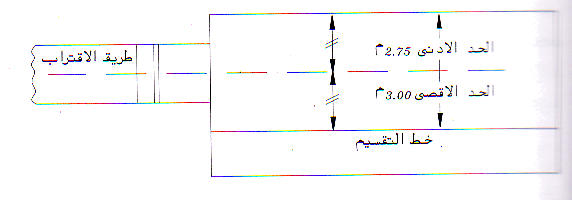 طريق الاقتراب
الحد الادنى 2.75م
الحد الاقصى 3.00م
خط التقسيم